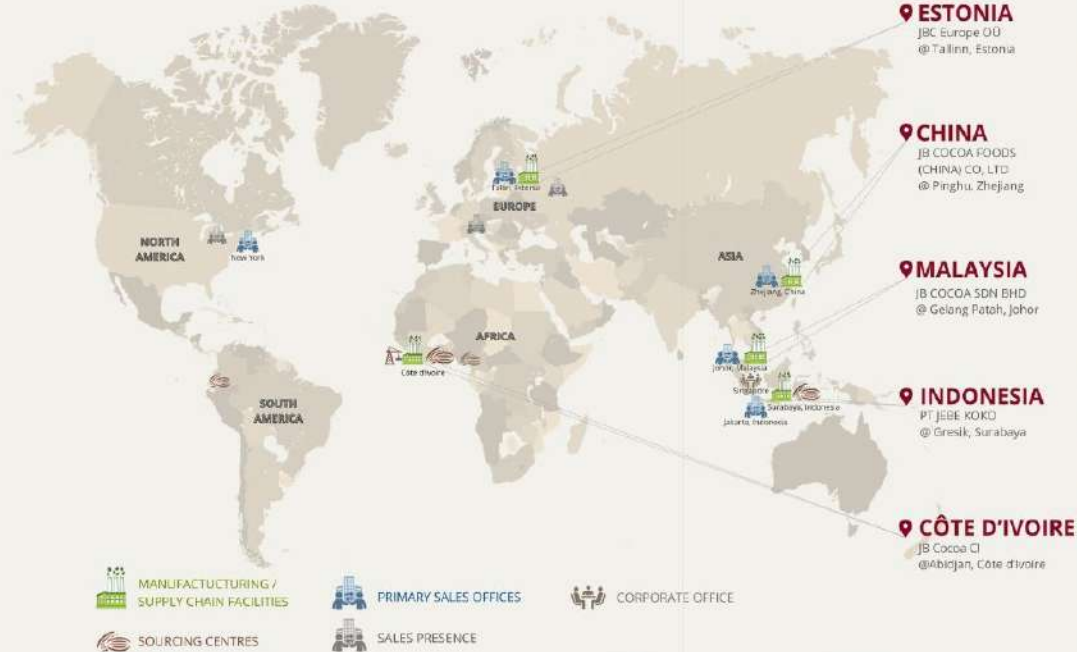 ESTONIA
JBC Europe OÜ
@ Tallinn, Estonia
CHINA
JB COCOA FOODS
(CHINA) CO, LTD
@ Pinghu, Zhejiang
MALAYSIA
JB COCOA SDN BHD
@ Gelang Patah, Johor
INDONESIA
PT JEBE KOKO
@ Gresik, Surabaya
CÔTE D'IVOIRE
JB Cocoa CI
@Abidjan, Côte d'Ivoire
NORTH
AMERICA
New York
EUROPE
ASIA
Zhejiang, China
AFRICA
Côte d'Ivoire
SOUTH
AMERICA
Johor, Malaysia
Singapore
Surabaya, Indonesia
Jakarta, Indonesia
MANUFACTUCTURING /
SUPPLY CHAIN FACILITIES
PRIMARY SALES OFFICES
CORPORATE OFFICE
SOURCING CENTRES
SALES PRESENCE